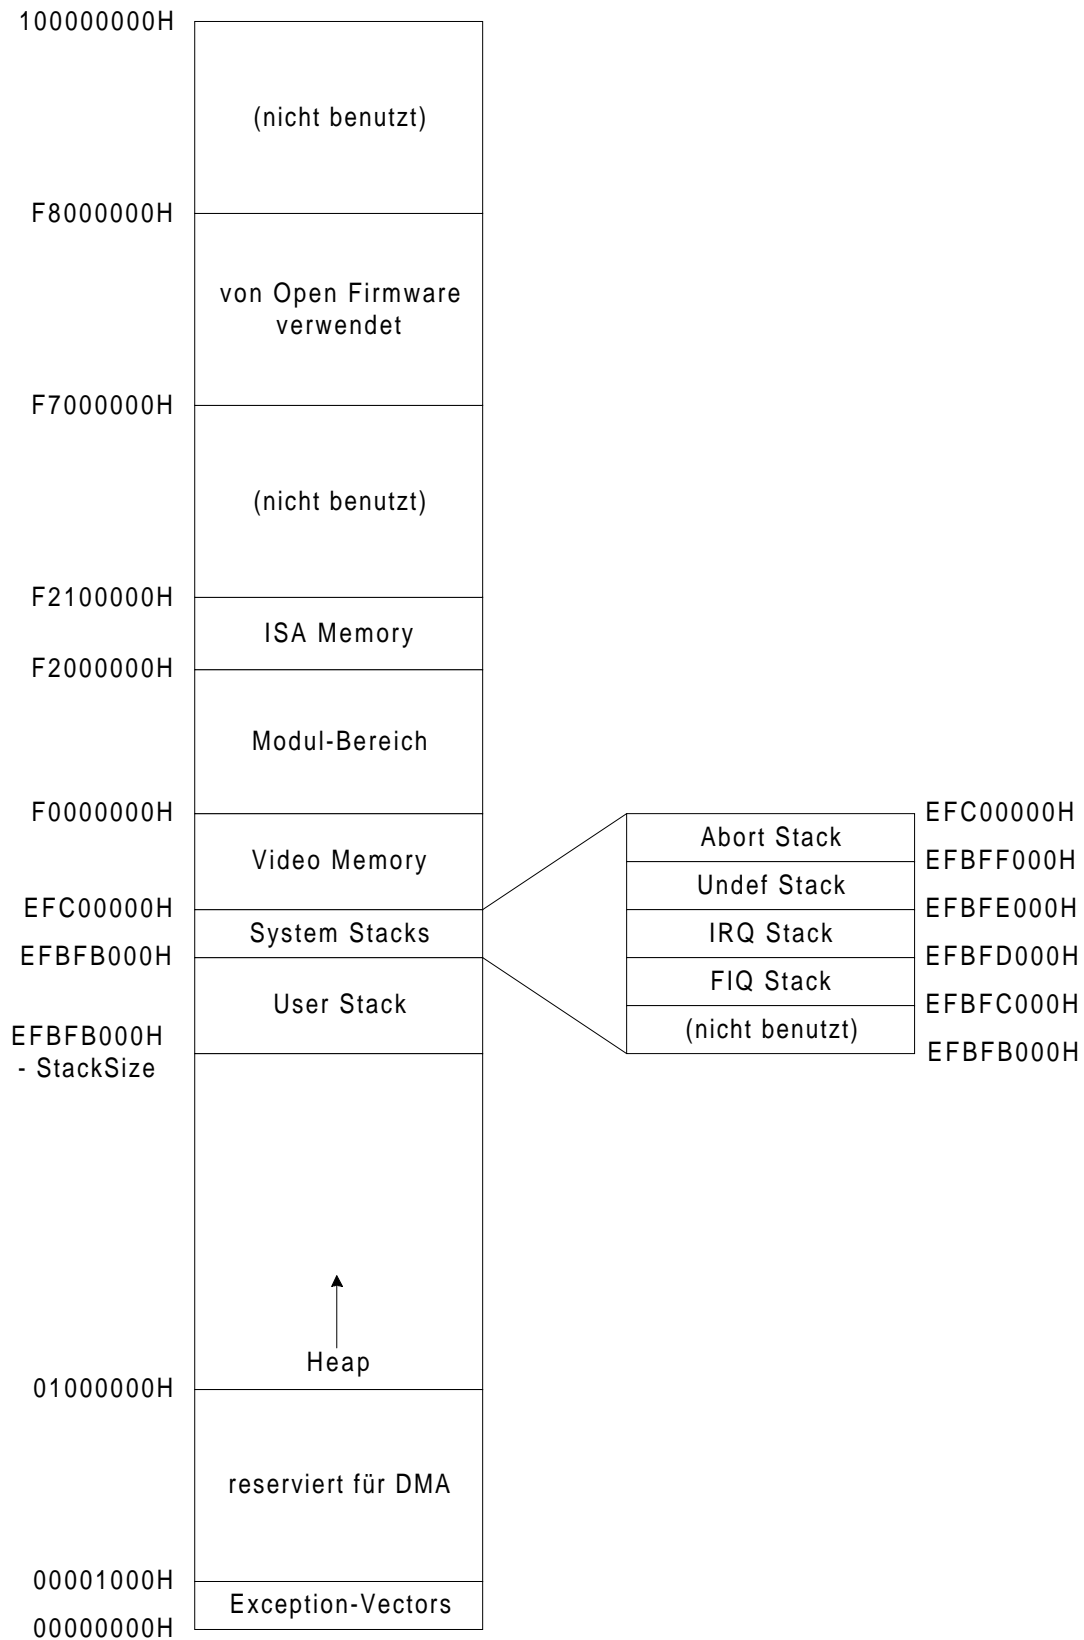 100000000H
(nicht benutzt)
F8000000H
von Open Firmware
verwendet
F7000000H
(nicht benutzt)
F2100000H
ISA Memory
F2000000H
Modul-Bereich
F0000000H
Video Memory
EFC00000H
System Stacks
EFBFB000H
User Stack
EFBFB000H
- StackSize
Heap
01000000H
reserviert für DMA
00001000H
Exception-Vectors
00000000H
EFC00000H
Abort Stack
EFBFF000H
Undef Stack
EFBFE000H
IRQ Stack
EFBFD000H
FIQ Stack
EFBFC000H
(nicht benutzt)
EFBFB000H